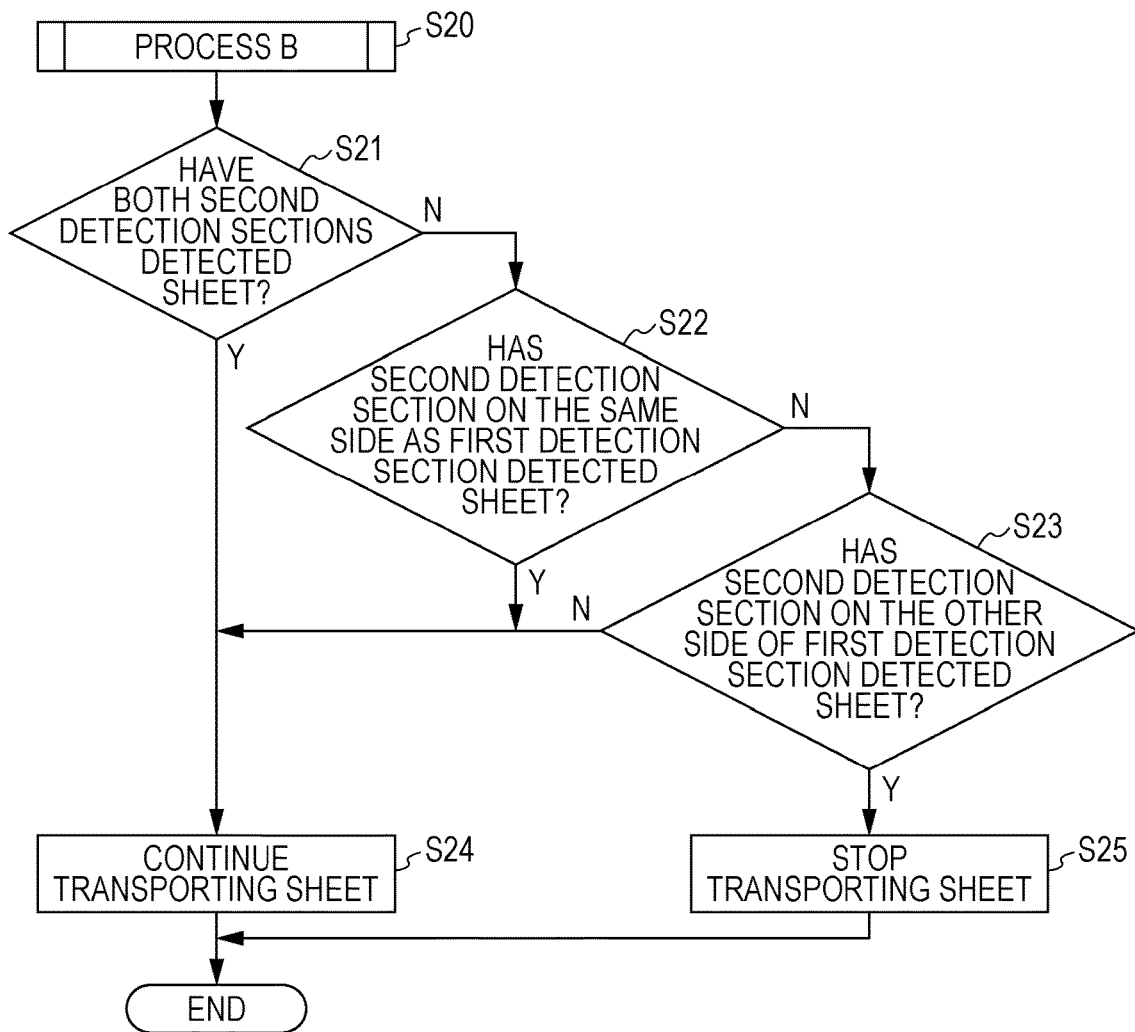 PROCESS B
S20
S21
HAVE
BOTH SECOND
DETECTION SECTIONS
DETECTED
SHEET?
N
Y
S22
HAS
SECOND DETECTION
SECTION ON THE SAME
SIDE AS FIRST DETECTION
SECTION DETECTED
SHEET?
N
Y
S23
HAS
SECOND DETECTION
SECTION ON THE OTHER
SIDE OF FIRST DETECTION
SECTION DETECTED
SHEET?
N
Y
CONTINUE
TRANSPORTING SHEET
S24
STOP
TRANSPORTING SHEET
S25
END